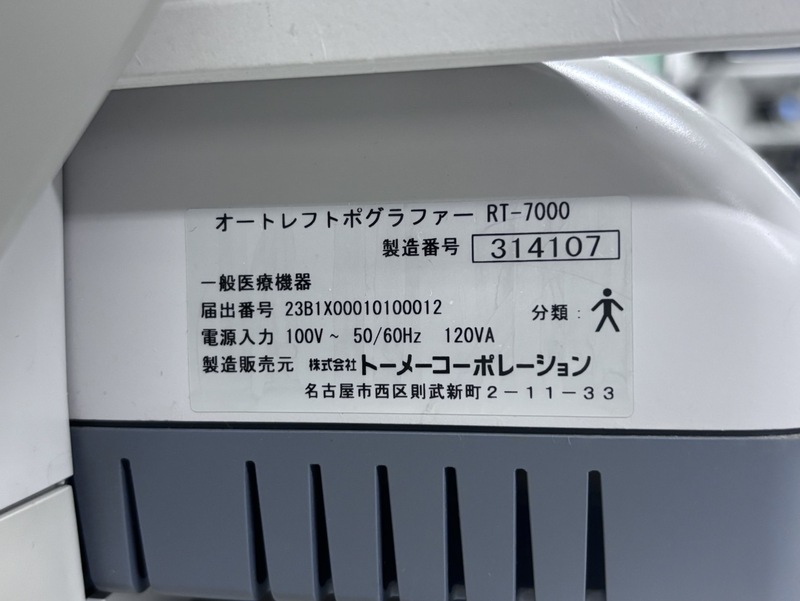 オートレフトポグラファー RT-7000
製造番号 314107
一般医療機器
届出番号 23B1X00010100012
分類：
電源入力 100V～ 50/60Hz 120VA
製造販売元 株式会社トーメーコーポレーション
名古屋市西区則武新町2－11－33